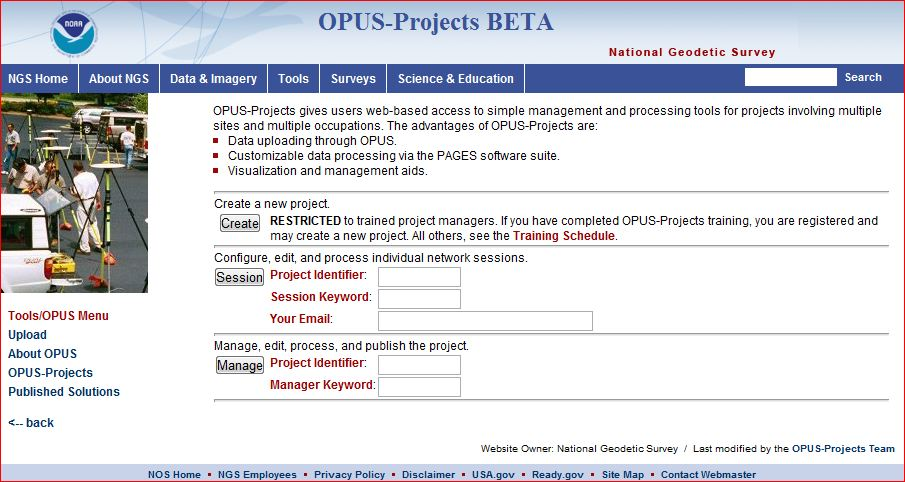 NOAA
OPUS-Projects BETA
National Geodetic Survey
NGS Home
About NGS
Data & Imagery
Tools
Surveys
Science & Education
Search
OPUS-Projects gives users web-based access to simple management and processing tools for projects involving multiple
sites and multiple occupations. The advantages of OPUS-Projects are:
Data uploading through OPUS.
Customizable data processing via the PAGES software suite.
Visualization and management aids.
Create a new project.
Create
RESTRICTED to trained project managers. If you have completed OPUS-Projects training, you are registered and
may create a new project. All others, see the Training Schedule.
Configure, edit, and process individual network sessions.
Session
Project Identifier:
Session Keyword:
Your Email:
Manage, edit, process, and publish the project.
Manage
Project Identifier:
Manager Keyword:
Tools/OPUS Menu
Upload
About OPUS
OPUS-Projects
Published Solutions
<-- back
Website Owner: National Geodetic Survey / Last modified by the OPUS-Projects Team
NOS Home ▪ NGS Employees ▪ Privacy Policy ▪ Disclaimer ▪ USA.gov ▪ Ready.gov ▪ Site Map ▪ Contact Webmaster